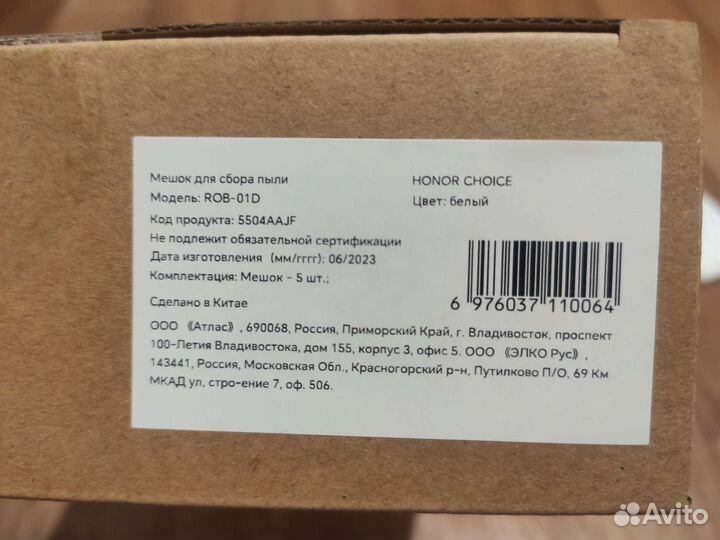 Мешок для сбора пыли
HONOR CHOICE
Модель: ROB-01D
Цвет: белый
Код продукта: 5504AAJF
Не подлежит обязательной сертификации
Дата изготовления (мм/гггг): 06/2023
Комплектация: Мешок - 5 шт.;
Сделано в Китае
6 976037 110064
ООО 《Атлас》, 690068, Россия, Приморский Край, г. Владивосток, проспект
100-Летия Владивостока, дом 155, корпус 3, офис 5. ООО 《ЭЛКО Рус》,
143441, Россия, Московская Обл., Красногорский р-н, Путилково П/О, 69 Км
МКАД ул, стро-ение 7, оф. 506.
Avito